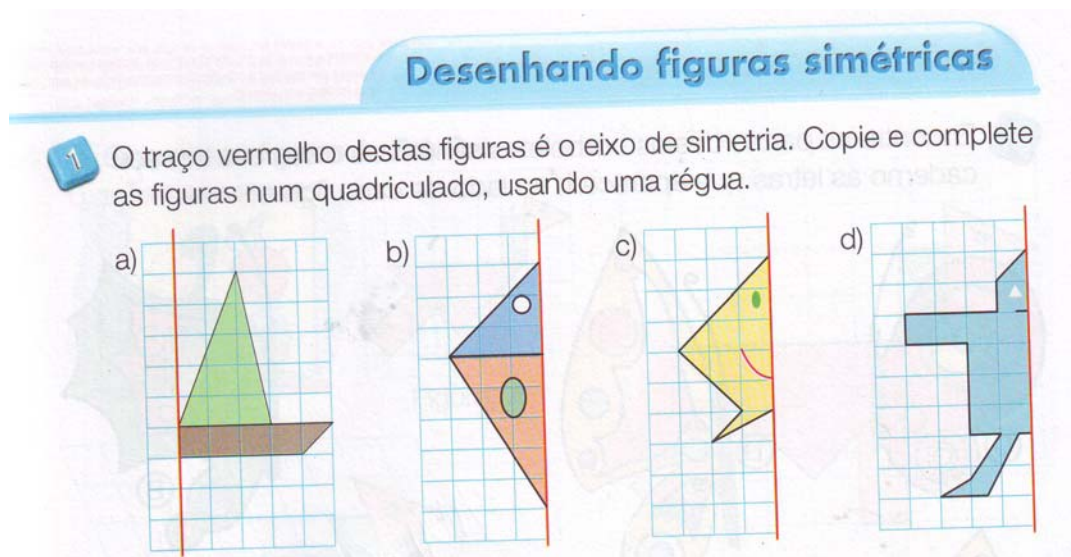 Desenhando figuras simétricas
1 O traço vermelho destas figuras é o eixo de simetria. Copie e complete
as figuras num quadriculado, usando uma régua.
a) b) c) d)